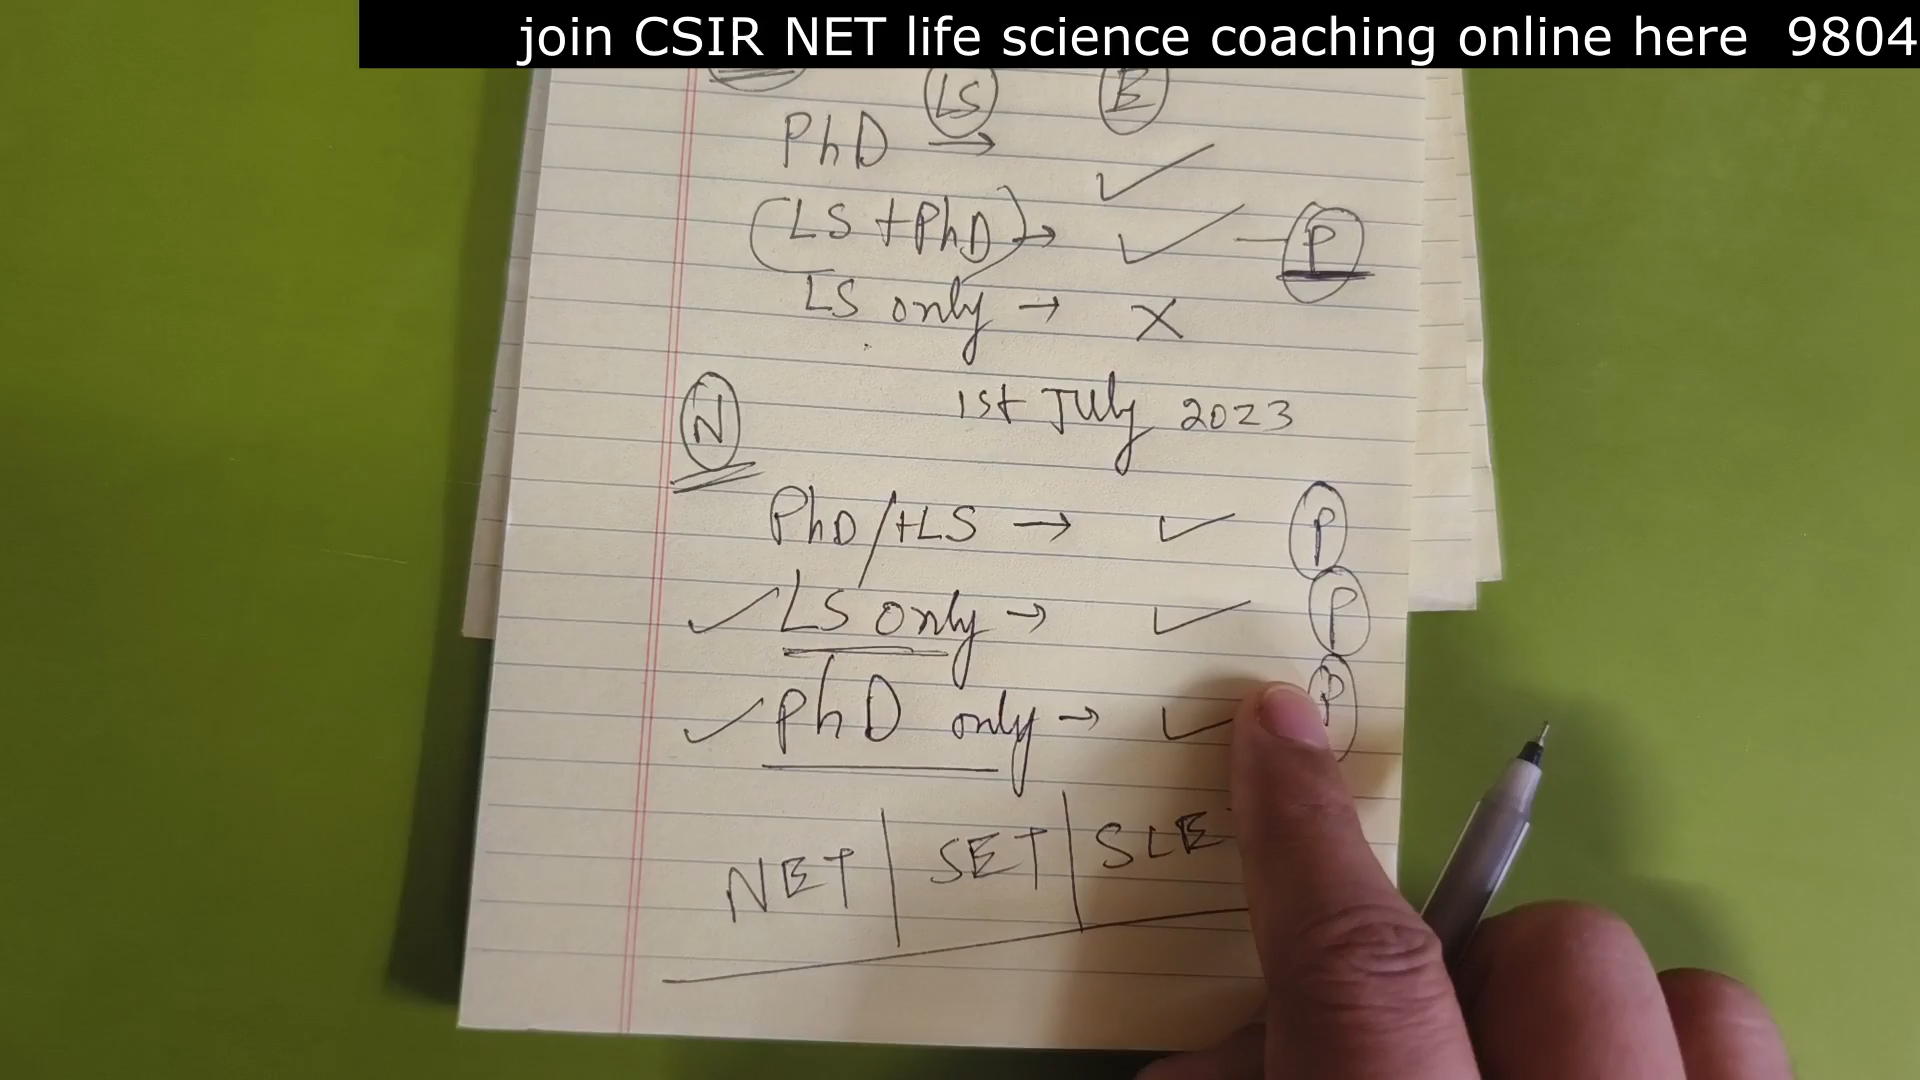 join CSIR NET life science coaching online here 9804
LS E
PhD →
(LS + PhD) → P
LS only → X
1st July 2023
N
PhD/+LS → P
LS only → P
PhD only → P
NET | SET | SLE